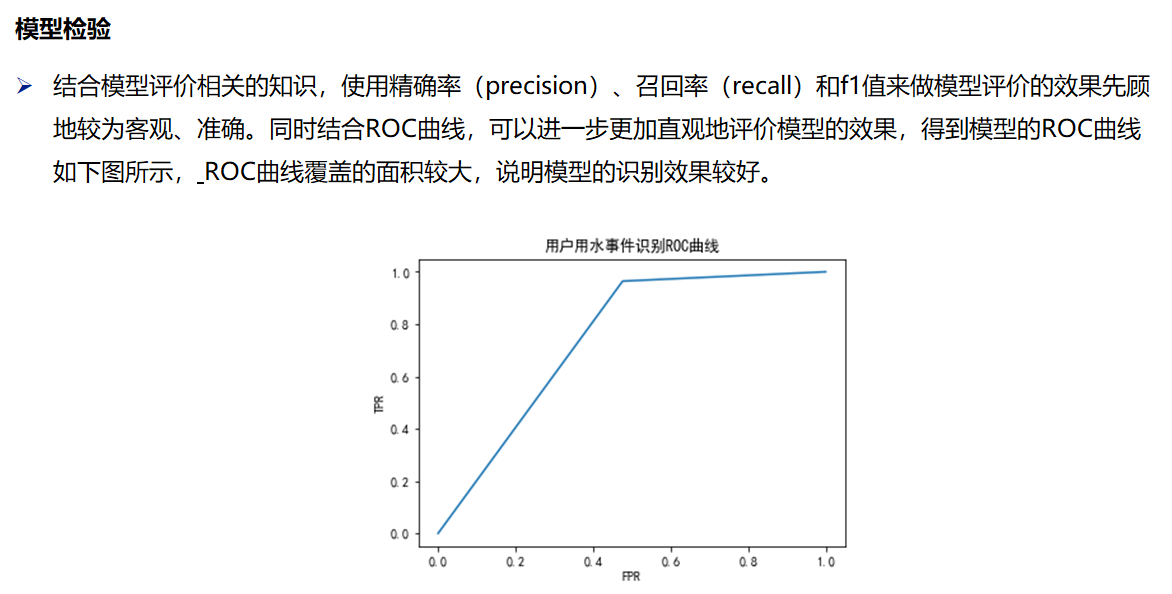 模型检验
➢ 结合模型评价相关的知识，使用精确率（precision）、召回率（recall）和f1值来做模型评价的效果先顾
地较为客观、准确。同时结合ROC曲线，可以进一步更加直观地评价模型的效果，得到模型的ROC曲线
如下图所示，_ROC曲线覆盖的面积较大，说明模型的识别效果较好。
用户用水事件识别ROC曲线
1.0
0.8
0.6
TPR
0.4
0.2
0.0
0.0 0.2 0.4 0.6 0.8 1.0
FPR